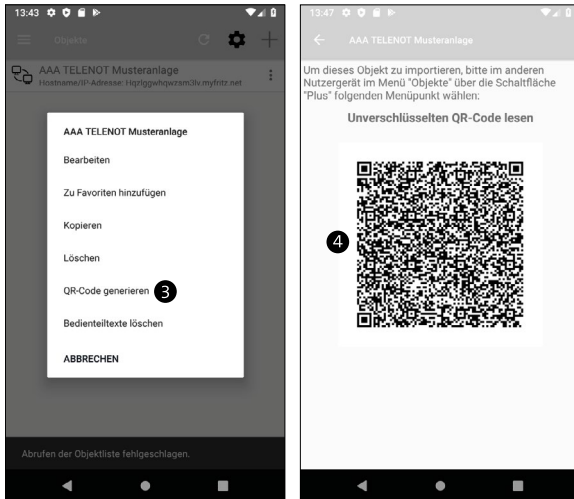 13:43
Objekte
AAA TELENOT Musteranlage
AAA TELENOT Musteranlage
Bearbeiten
Zu Favoriten hinzufügen
Kopieren
Löschen
QR-Code generieren 3
Bedienteiltexte löschen
ABBRECHEN
Abrufen der Objektliste fehlgeschlagen.
13:47
AAA TELENOT Musteranlage
Um dieses Objekt zu importieren, bitte im anderen
Nutzergerät im Menü "Objekte" über die Schaltfläche
"Plus" folgenden Menüpunkt wählen:
Unverschlüsselten QR-Code lesen
4